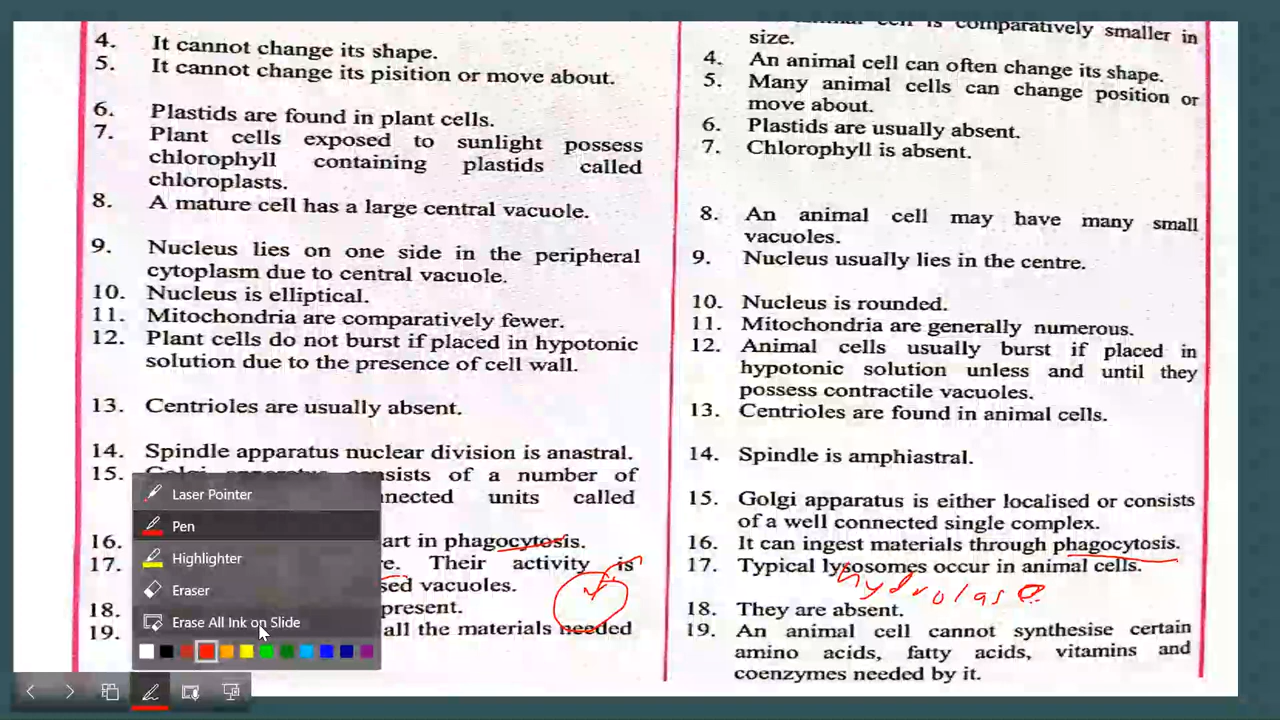 4. It cannot change its shape.
5. It cannot change its pisition or move about.
6. Plastids are found in plant cells.
7. Plant cells exposed to sunlight possess
chlorophyll containing plastids called
chloroplasts.
8. A mature cell has a large central vacuole.
9. Nucleus lies on one side in the peripheral
cytoplasm due to central vacuole.
10. Nucleus is elliptical.
11. Mitochondria are comparatively fewer.
12. Plant cells do not burst if placed in hypotonic
solution due to the presence of cell wall.
13. Centrioles are usually absent.
14. Spindle apparatus nuclear division is anastral.
15. Golgi apparatus consists of a number of
units called
16. art in phagocytosis.
17. Their activity is
vacuoles.
18. present.
19. all the materials needed
cell is comparatively smaller in
size.
4. An animal cell can often change its shape.
5. Many animal cells can change position or
move about.
6. Plastids are usually absent.
7. Chlorophyll is absent.
8. An animal cell may have many small
vacuoles.
9. Nucleus usually lies in the centre.
10. Nucleus is rounded.
11. Mitochondria are generally numerous.
12. Animal cells usually burst if placed in
hypotonic solution unless and until they
possess contractile vacuoles.
13. Centrioles are found in animal cells.
14. Spindle is amphiastral.
15. Golgi apparatus is either localised or consists
of a well connected single complex.
16. It can ingest materials through phagocytosis.
17. Typical lysosomes occur in animal cells.
hydrolase
18. They are absent.
19. An animal cell cannot synthesise certain
amino acids, fatty acids, vitamins and
coenzymes needed by it.
Laser Pointer
Pen
Highlighter
Eraser
Erase All Ink on Slide